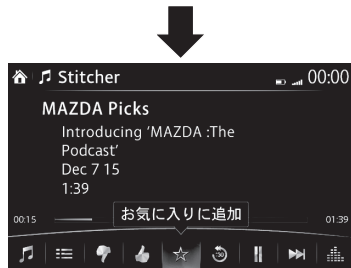 Stitcher
00:00
MAZDA Picks
Introducing 'MAZDA :The
Podcast'
Dec 7 15
1:39
お気に入りに追加
00:15
01:39
30